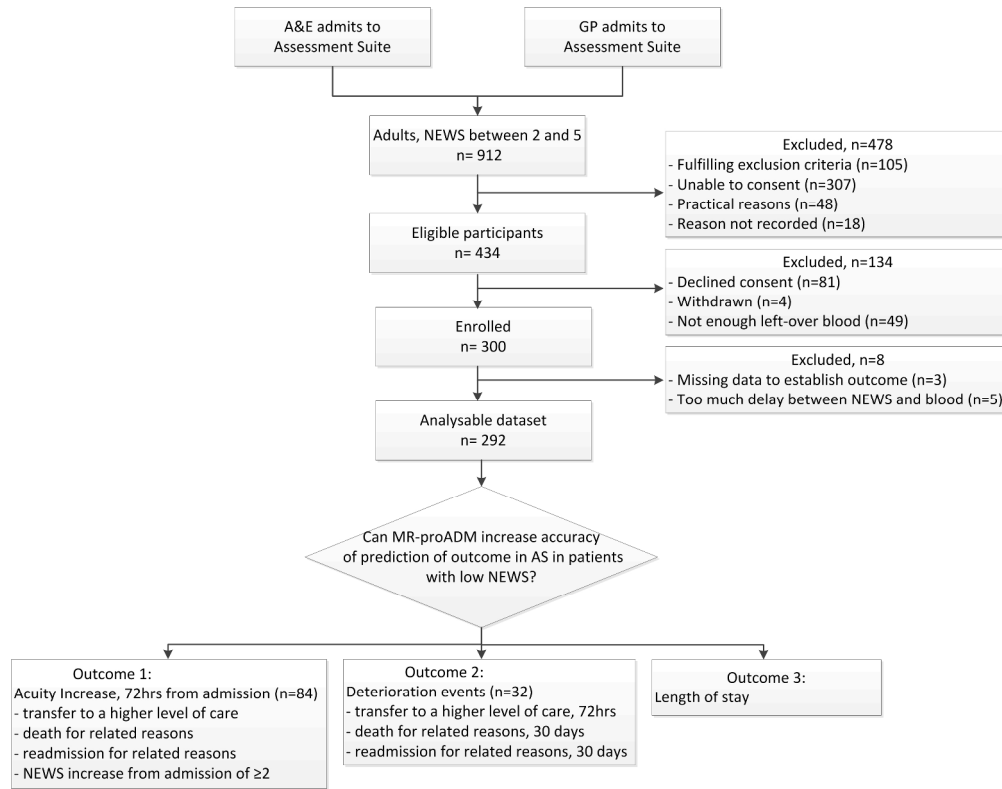 A&E admits to
Assessment Suite
GP admits to
Assessment Suite
Adults, NEWS between 2 and 5
n= 912
Excluded, n=478
- Fulfilling exclusion criteria (n=105)
- Unable to consent (n=307)
- Practical reasons (n=48)
- Reason not recorded (n=18)
Eligible participants
n= 434
Excluded, n=134
- Declined consent (n=81)
- Withdrawn (n=4)
- Not enough left-over blood (n=49)
Enrolled
n= 300
Excluded, n=8
- Missing data to establish outcome (n=3)
- Too much delay between NEWS and blood (n=5)
Analysable dataset
n= 292
Can MR-proADM increase accuracy
of prediction of outcome in AS in patients
with low NEWS?
Outcome 1:
Acuity Increase, 72hrs from admission (n=84)
- transfer to a higher level of care
- death for related reasons
- readmission for related reasons
- NEWS increase from admission of ≥2
Outcome 2:
Deterioration events (n=32)
- transfer to a higher level of care, 72hrs
- death for related reasons, 30 days
- readmission for related reasons, 30 days
Outcome 3:
Length of stay